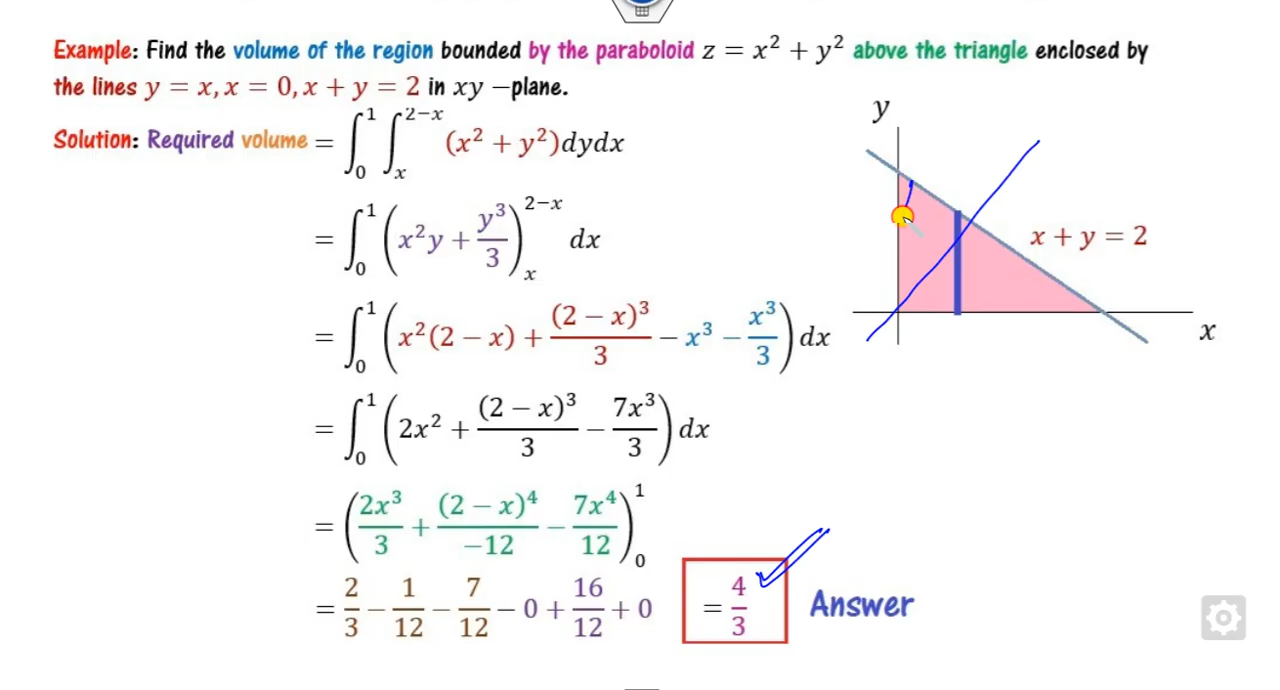 Example: Find the volume of the region bounded by the paraboloid z = x² + y² above the triangle enclosed by
the lines y = x, x = 0, x + y = 2 in xy −plane.
Solution: Required volume = ∫₀¹ ∫ₓ²⁻ˣ (x² + y²)dydx
= ∫₀¹ (x²y + y³/3)ₓ²⁻ˣ dx
= ∫₀¹ (x²(2 − x) + (2 − x)³/3 − x³ − x³/3) dx
= ∫₀¹ (2x² + (2 − x)³/3 − 7x³/3) dx
= (2x³/3 + (2 − x)⁴/−12 − 7x⁴/12)₀¹
= 2/3 − 1/12 − 7/12 − 0 + 16/12 + 0 = 4/3 Answer
y
x + y = 2
x